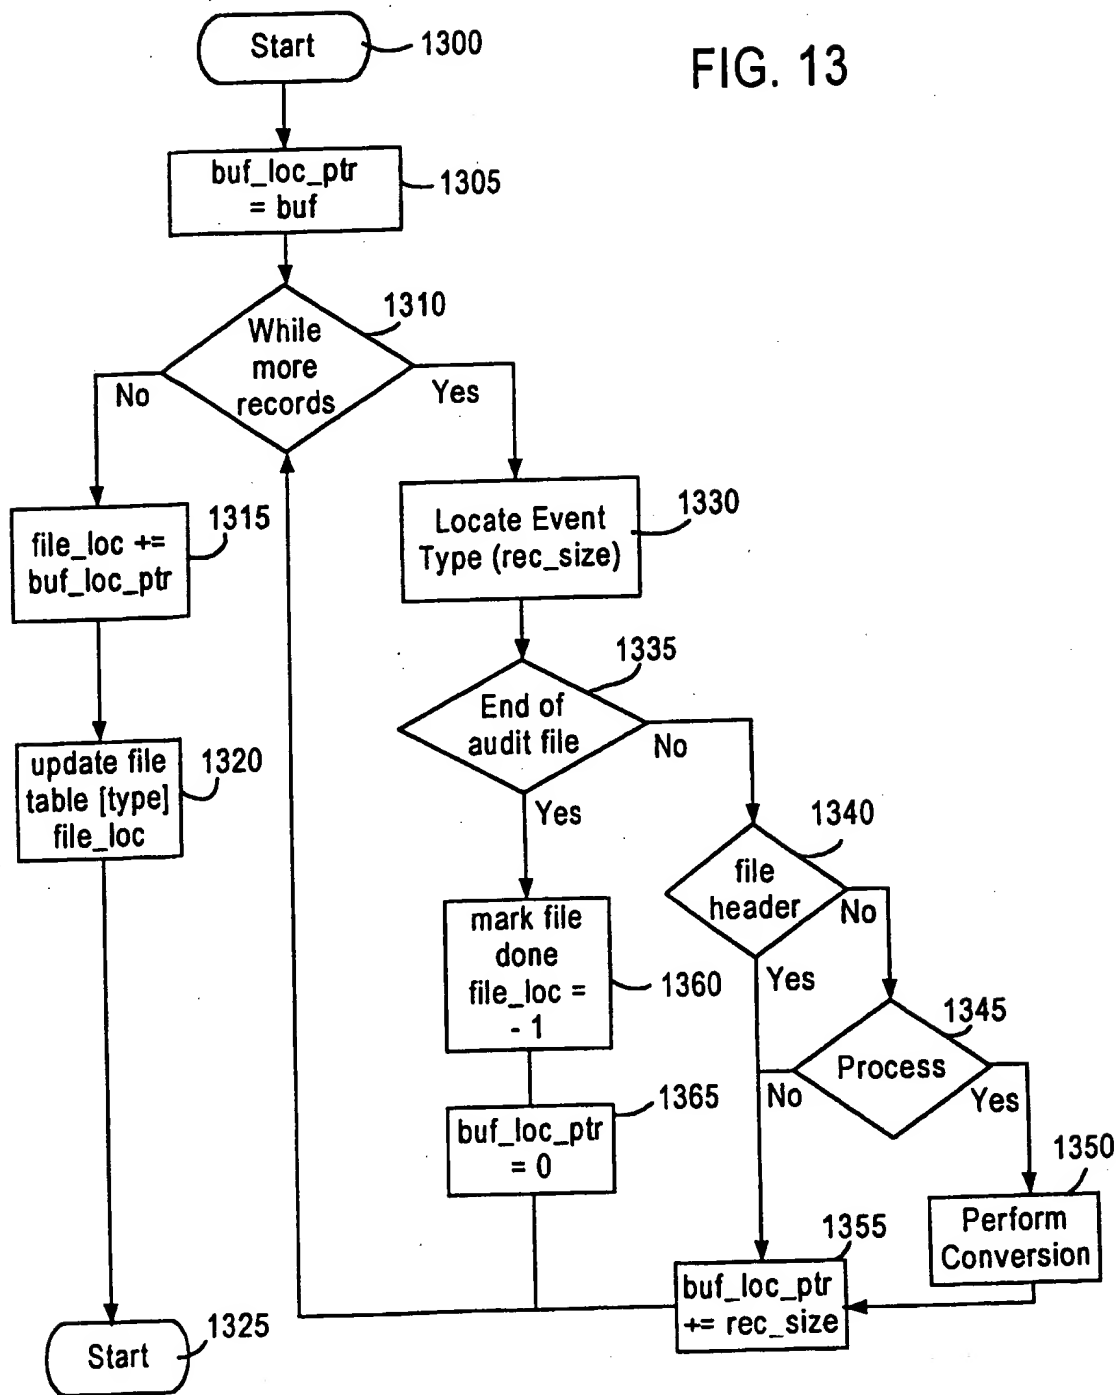 Start
1300
FIG. 13
buf_loc_ptr
= buf
1305
While
more
records
1310
No
Yes
file_loc +=
buf_loc_ptr
1315
Locate Event
Type (rec_size)
1330
End of
audit file
1335
No
Yes
update file
table [type]
file_loc
1320
file
header
1340
No
Yes
mark file
done
file_loc =
- 1
1360
Process
1345
No
Yes
buf_loc_ptr
= 0
1365
Perform
Conversion
1350
buf_loc_ptr
+= rec_size
1355
Start
1325